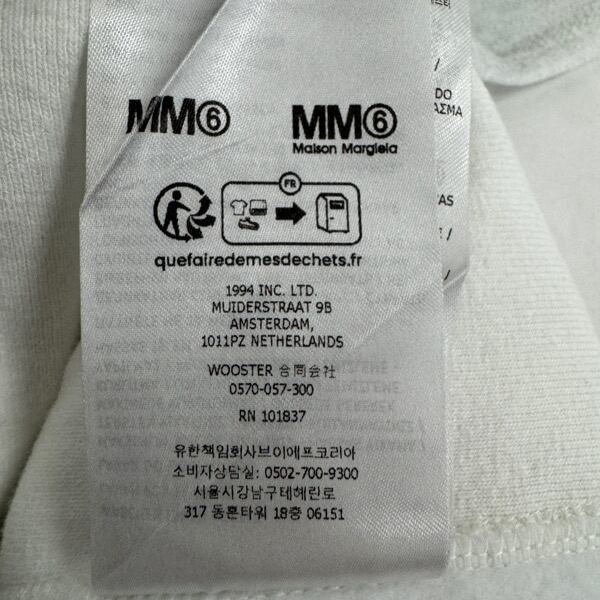 MM⑥
MM⑥
Maison Margiela
FR
quefairedemesdechets.fr
1994 INC. LTD.
MUIDERSTRAAT 9B
AMSTERDAM,
1011PZ NETHERLANDS
WOOSTER 合同会社
0570-057-300
RN 101837
유한책임회사브이에프코리아
소비자상담실: 0502-700-9300
서울시강남구테헤란로
317 동훈타워 18층 06151
/
DO
ΑΣΜΑ
TAS
E /
/